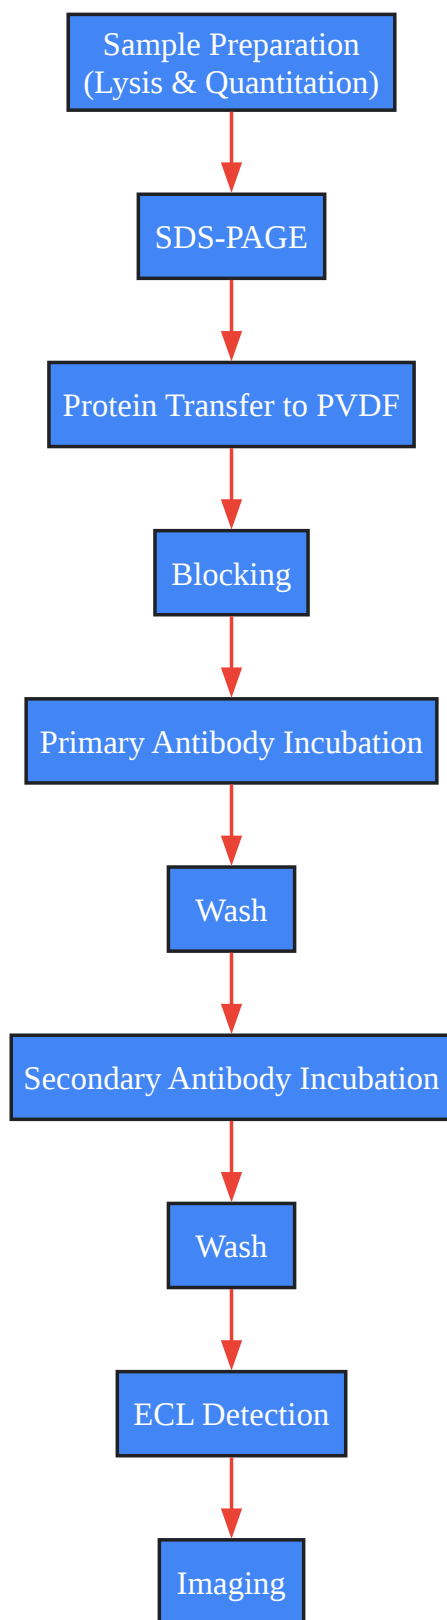 Sample Preparation
(Lysis & Quantitation)
SDS-PAGE
Protein Transfer to PVDF
Blocking
Primary Antibody Incubation
Wash
Secondary Antibody Incubation
Wash
ECL Detection
Imaging